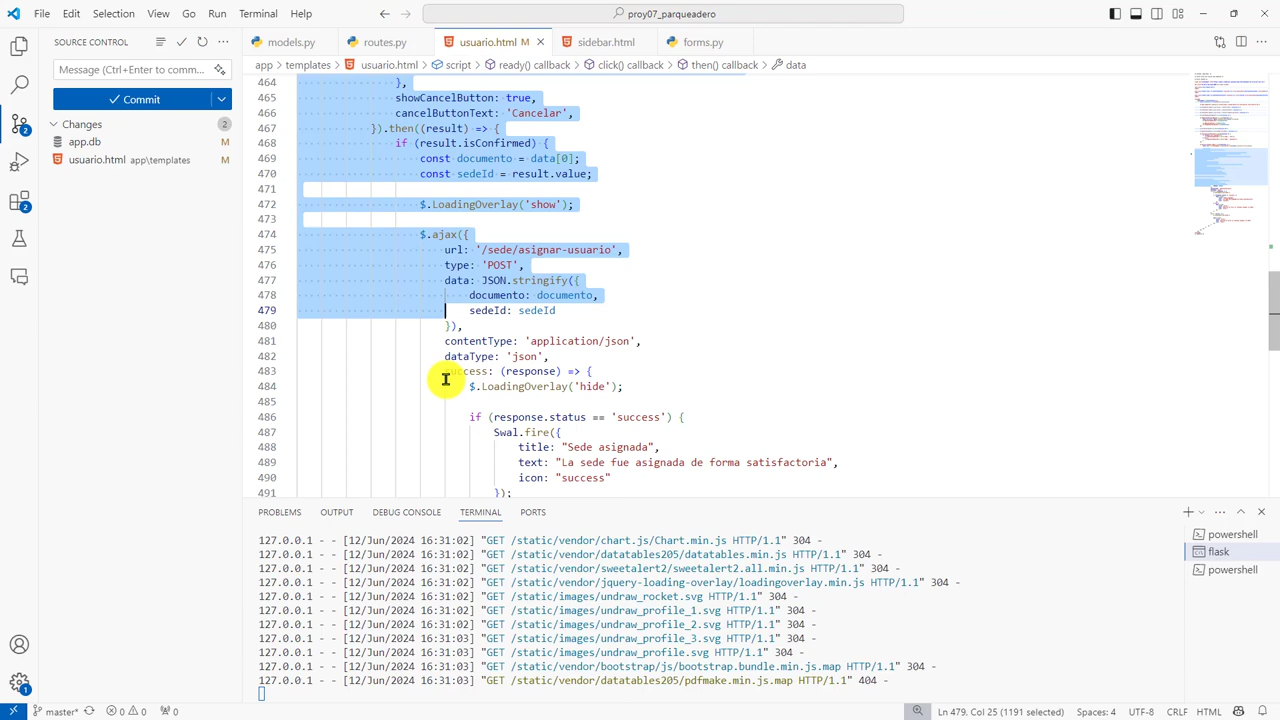 File Edit Selection View Go Run Terminal Help
proy07_parqueadero
SOURCE CONTROL
models.py routes.py usuario.html M sidebar.html forms.py
app > templates > usuario.html > script > ready() callback > click() callback > then() callback > data
Message (Ctrl+Enter to comm...
Commit
app.db
usuario.html app\templates M
464 },
465
466
467 }).then
468 if
469 const document [0];
470 sedeId = result.value;
471
472 $.LoadingOverlay
473
474 $.ajax({
475 url: '/sede/asignar-usuario',
476 type: 'POST',
477 data: JSON.stringify({
478 documento: documento,
479 sedeId: sedeId
480 }),
481 contentType: 'application/json',
482 dataType: 'json',
483 success: (response) => {
484 $.LoadingOverlay('hide');
485
486 if (response.status == 'success') {
487 Swal.fire({
488 title: "Sede asignada",
489 text: "La sede fue asignada de forma satisfactoria",
490 icon: "success"
491 });
PROBLEMS OUTPUT DEBUG CONSOLE TERMINAL PORTS
127.0.0.1 - - [12/Jun/2024 16:31:02] "GET /static/vendor/chart.js/Chart.min.js HTTP/1.1" 304 -
127.0.0.1 - - [12/Jun/2024 16:31:02] "GET /static/vendor/datatables205/datatables.min.js HTTP/1.1" 304 -
127.0.0.1 - - [12/Jun/2024 16:31:02] "GET /static/vendor/sweetalert2/sweetalert2.all.min.js HTTP/1.1" 304 -
127.0.0.1 - - [12/Jun/2024 16:31:02] "GET /static/vendor/jquery-loading-overlay/loadingoverlay.min.js HTTP/1.1" 304 -
127.0.0.1 - - [12/Jun/2024 16:31:02] "GET /static/images/undraw_rocket.svg HTTP/1.1" 304 -
127.0.0.1 - - [12/Jun/2024 16:31:02] "GET /static/images/undraw_profile_1.svg HTTP/1.1" 304 -
127.0.0.1 - - [12/Jun/2024 16:31:03] "GET /static/images/undraw_profile_2.svg HTTP/1.1" 304 -
127.0.0.1 - - [12/Jun/2024 16:31:03] "GET /static/images/undraw_profile_3.svg HTTP/1.1" 304 -
127.0.0.1 - - [12/Jun/2024 16:31:03] "GET /static/images/undraw_profile.svg HTTP/1.1" 304 -
127.0.0.1 - - [12/Jun/2024 16:31:03] "GET /static/vendor/bootstrap/js/bootstrap.bundle.min.js.map HTTP/1.1" 304 -
127.0.0.1 - - [12/Jun/2024 16:31:03] "GET /static/vendor/datatables205/pdfmake.min.js.map HTTP/1.1" 404 -
powershell
flask
powershell
master* 0 0 0 Ln 479, Col 25 (1191 selected) Spaces: 4 UTF-8 CRLF HTML